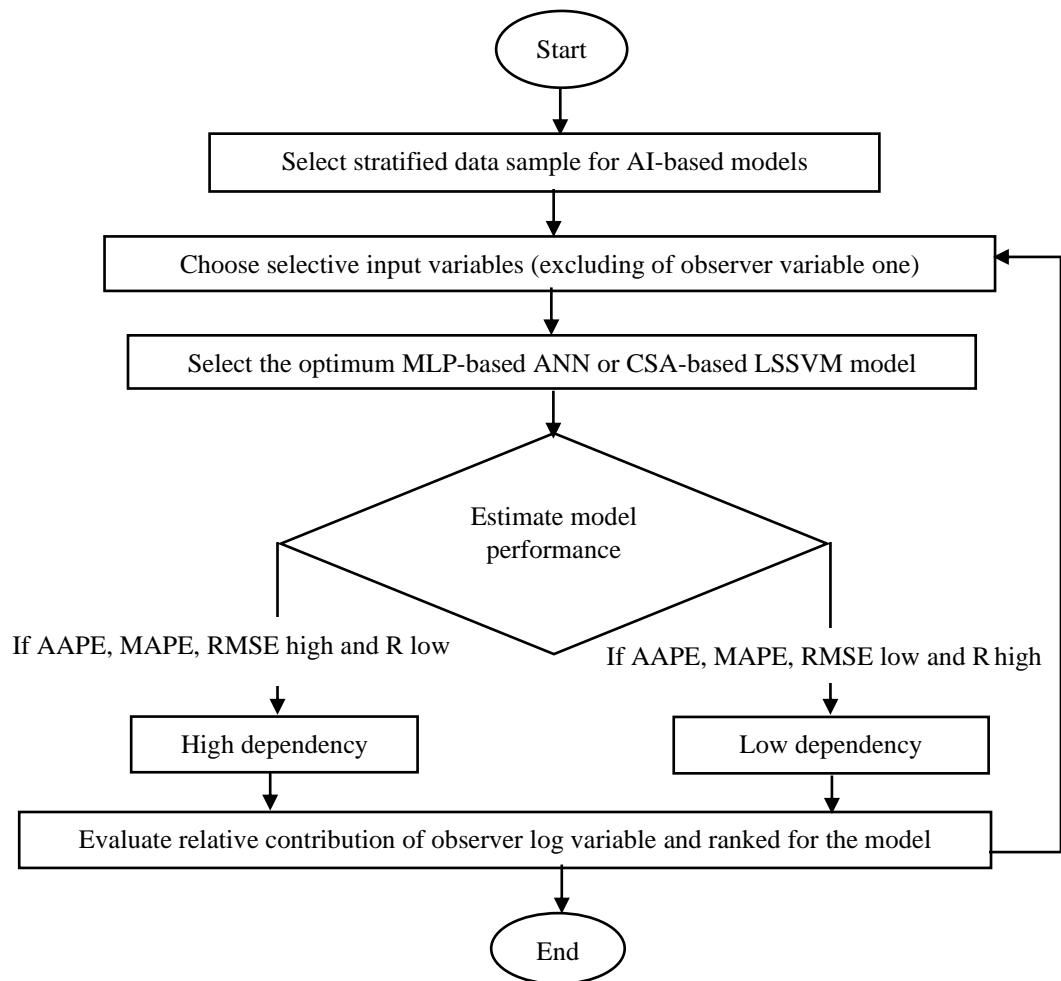 Start
Select stratified data sample for AI-based models
Choose selective input variables (excluding of observer variable one)
Select the optimum MLP-based ANN or CSA-based LSSVM model
Estimate model
performance
If AAPE, MAPE, RMSE high and R low
If AAPE, MAPE, RMSE low and R high
High dependency
Low dependency
Evaluate relative contribution of observer log variable and ranked for the model
End